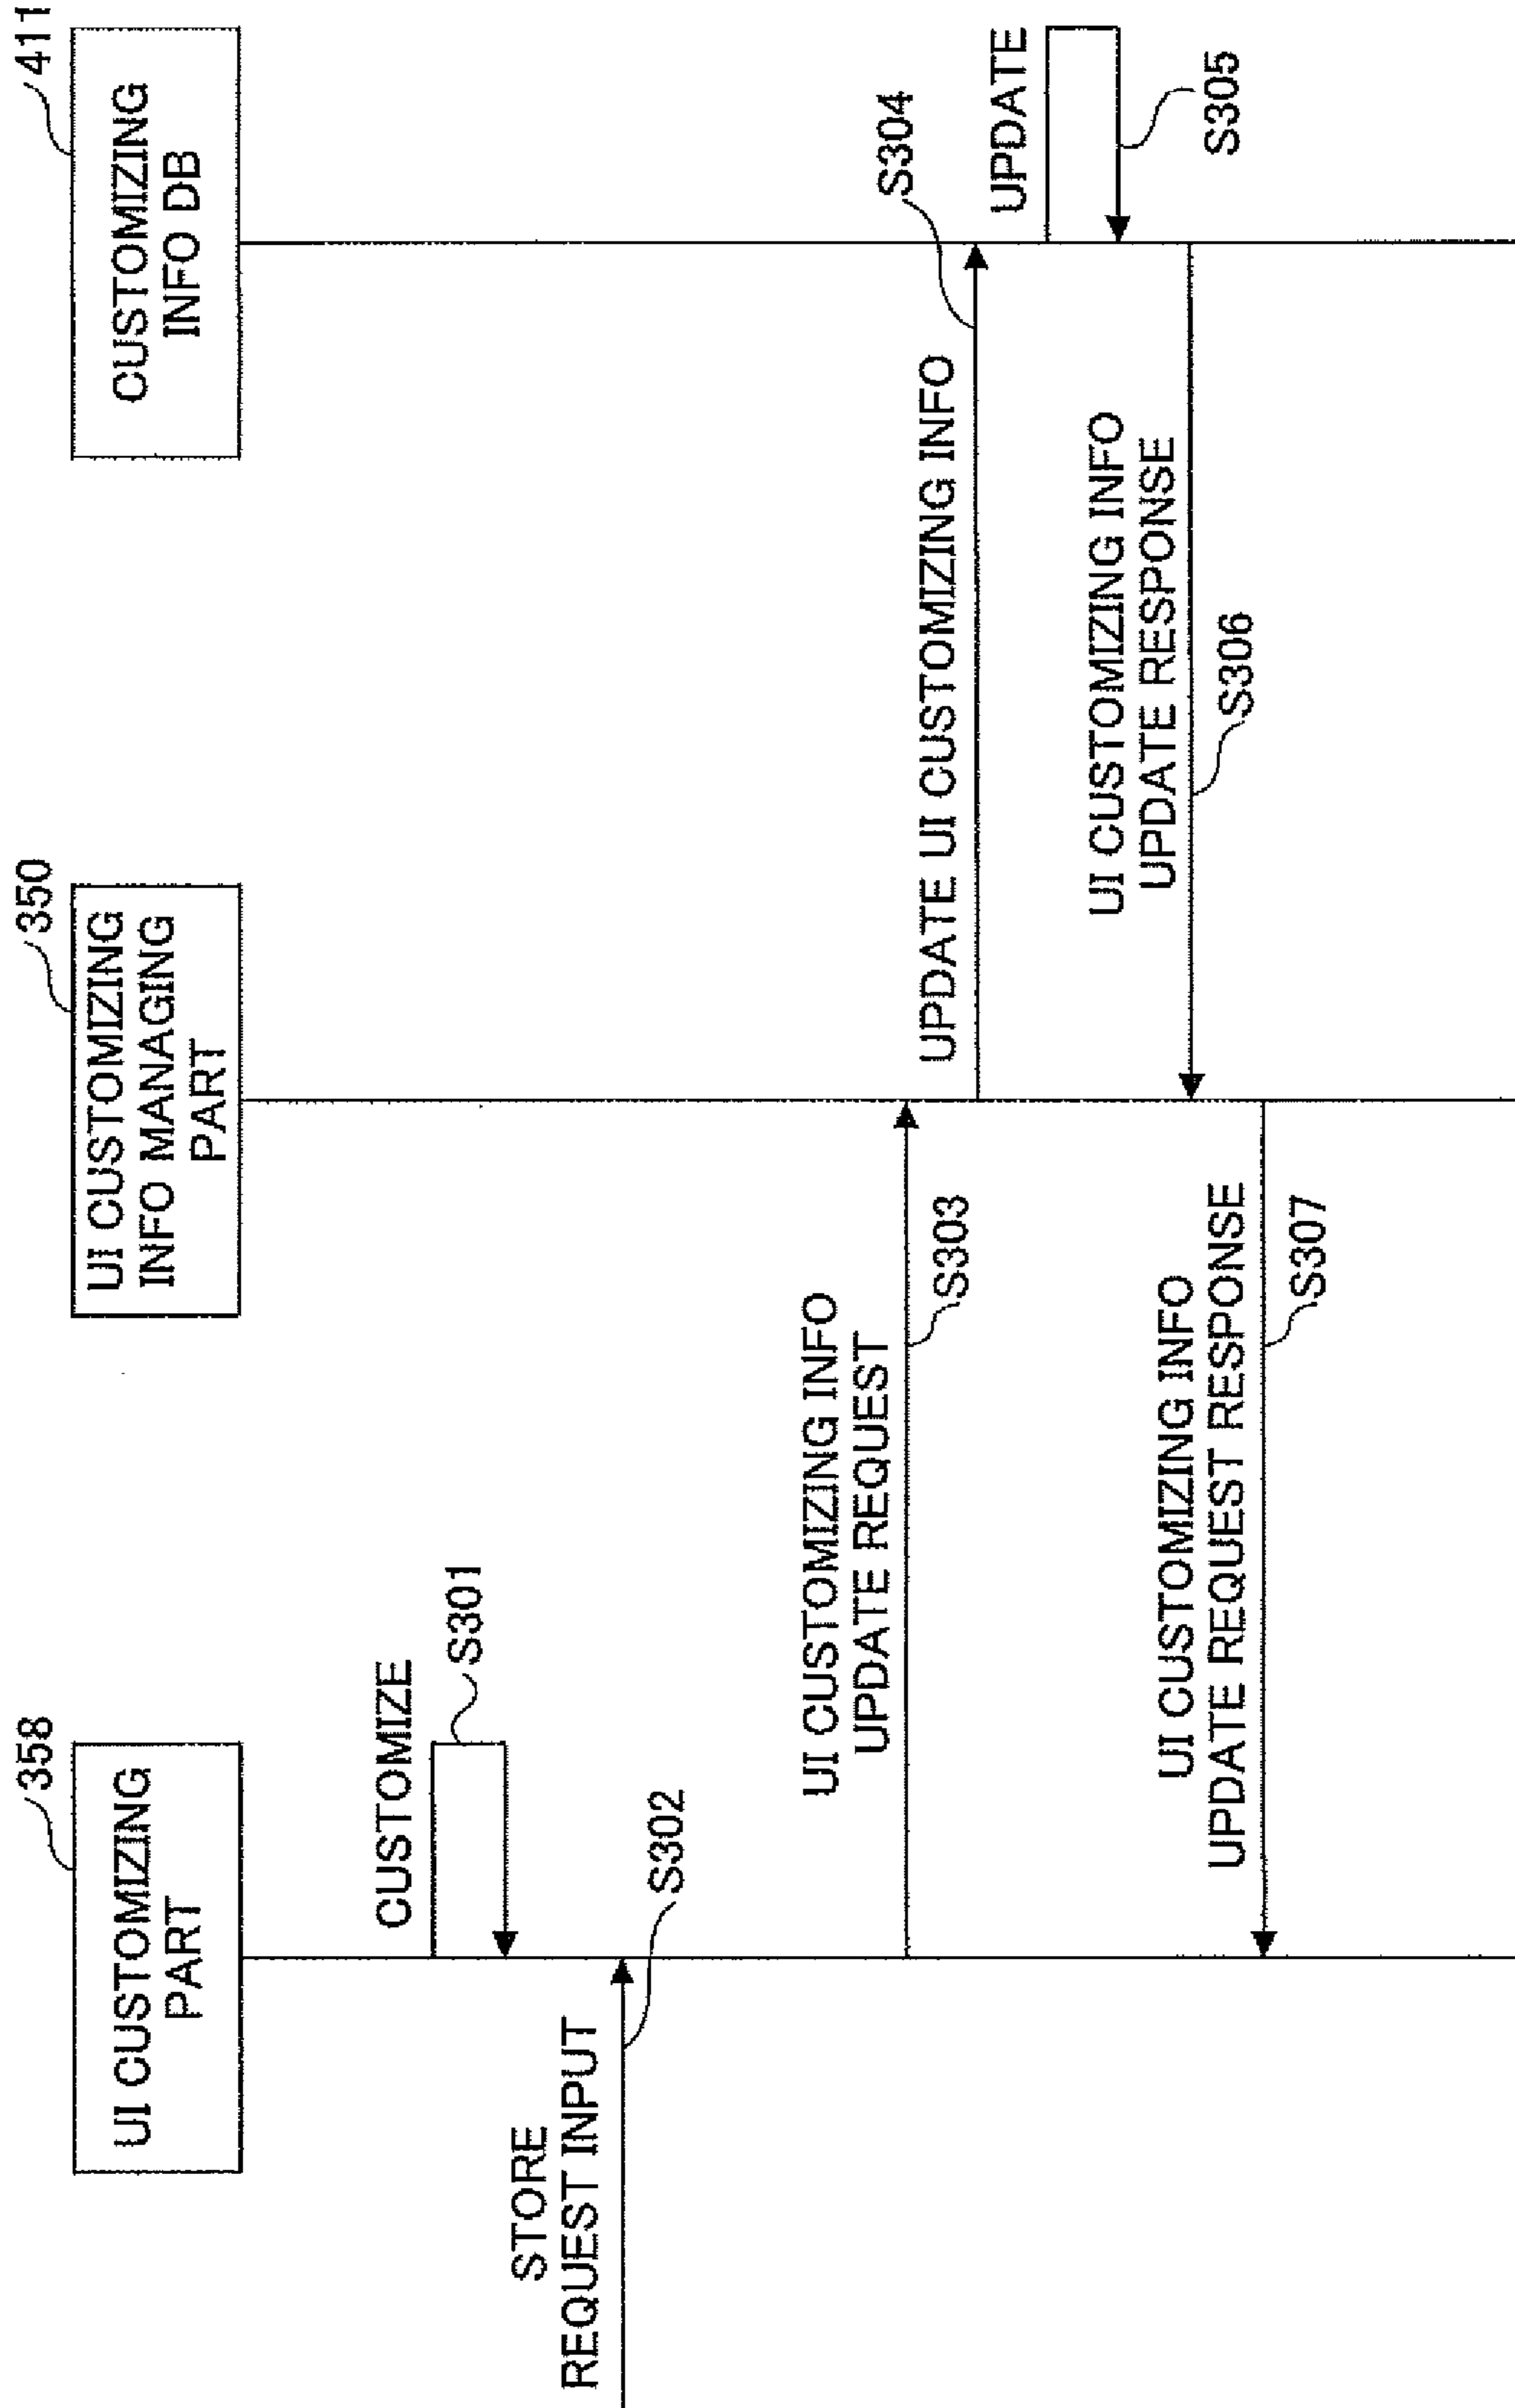 358
UI CUSTOMIZING
PART
350
UI CUSTOMIZING
INFO MANAGING
PART
411
CUSTOMIZING
INFO DB
CUSTOMIZE
S301
STORE
REQUEST INPUT
S302
UI CUSTOMIZING INFO
UPDATE REQUEST
S303
UPDATE UI CUSTOMIZING INFO
S304
UPDATE
S305
UI CUSTOMIZING INFO
UPDATE RESPONSE
S306
UI CUSTOMIZING INFO
UPDATE REQUEST RESPONSE
S307